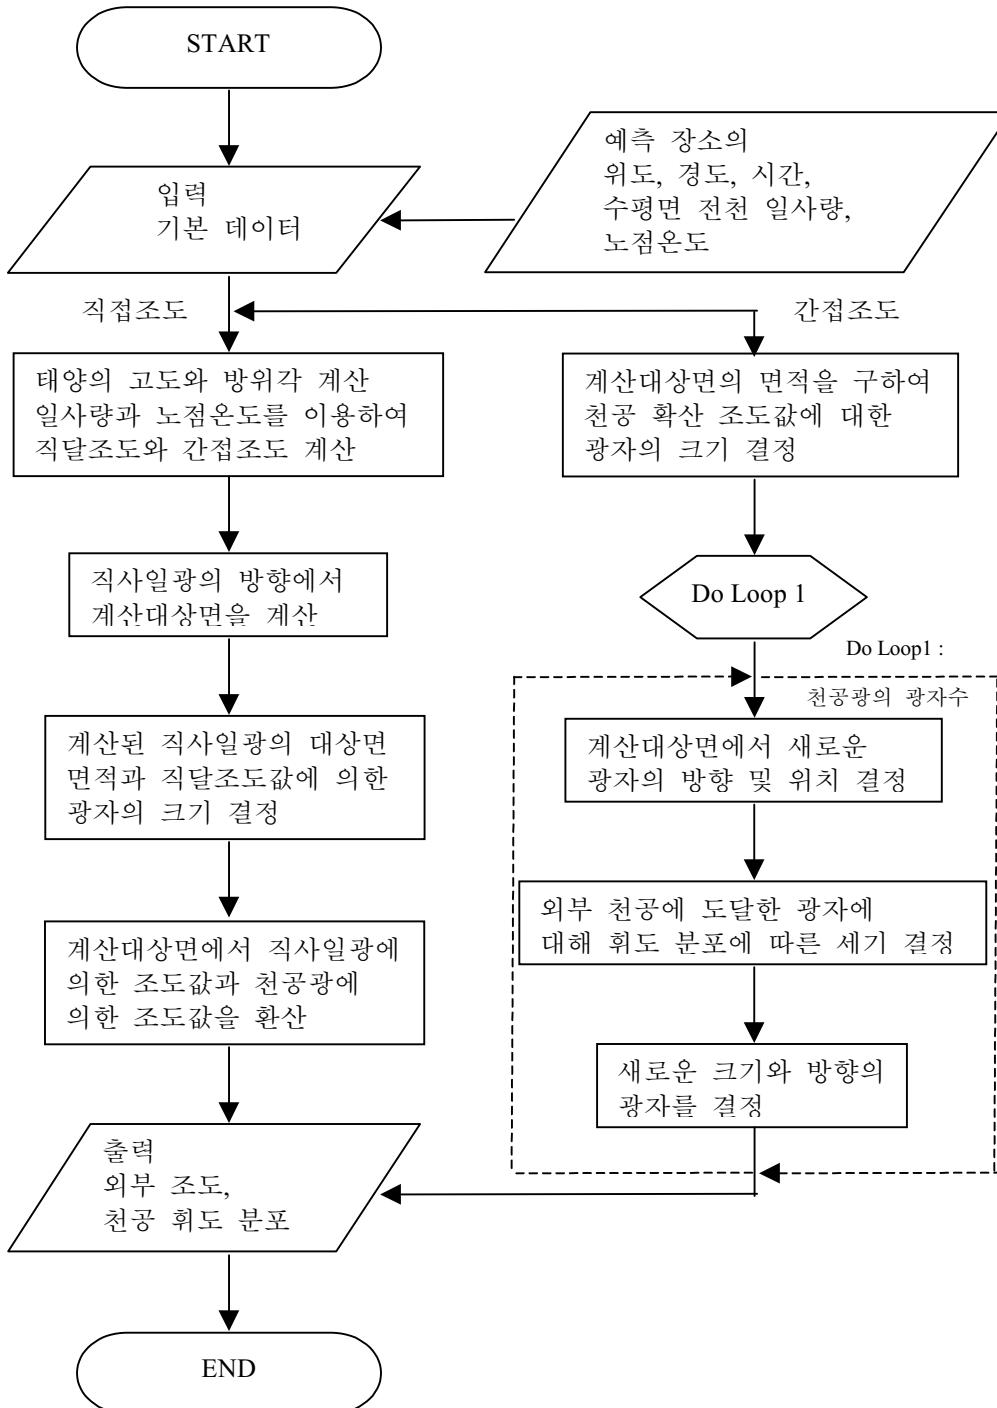 START
예측 장소의
위도, 경도, 시간,
수평면 전천 일사량,
노점온도
입력
기본 데이터
직접조도
간접조도
태양의 고도와 방위각 계산
일사량과 노점온도를 이용하여
직달조도와 간접조도 계산
계산대상면의 면적을 구하여
천공 확산 조도값에 대한
광자의 크기 결정
직사일광의 방향에서
계산대상면을 계산
Do Loop 1
Do Loop1 :
천공광의 광자수
계산된 직사일광의 대상면
면적과 직달조도값에 의한
광자의 크기 결정
계산대상면에서 새로운
광자의 방향 및 위치 결정
외부 천공에 도달한 광자에
대해 휘도 분포에 따른 세기 결정
계산대상면에서 직사일광에
의한 조도값과 천공광에
의한 조도값을 환산
새로운 크기와 방향의
광자를 결정
출력
외부 조도,
천공 휘도 분포
END